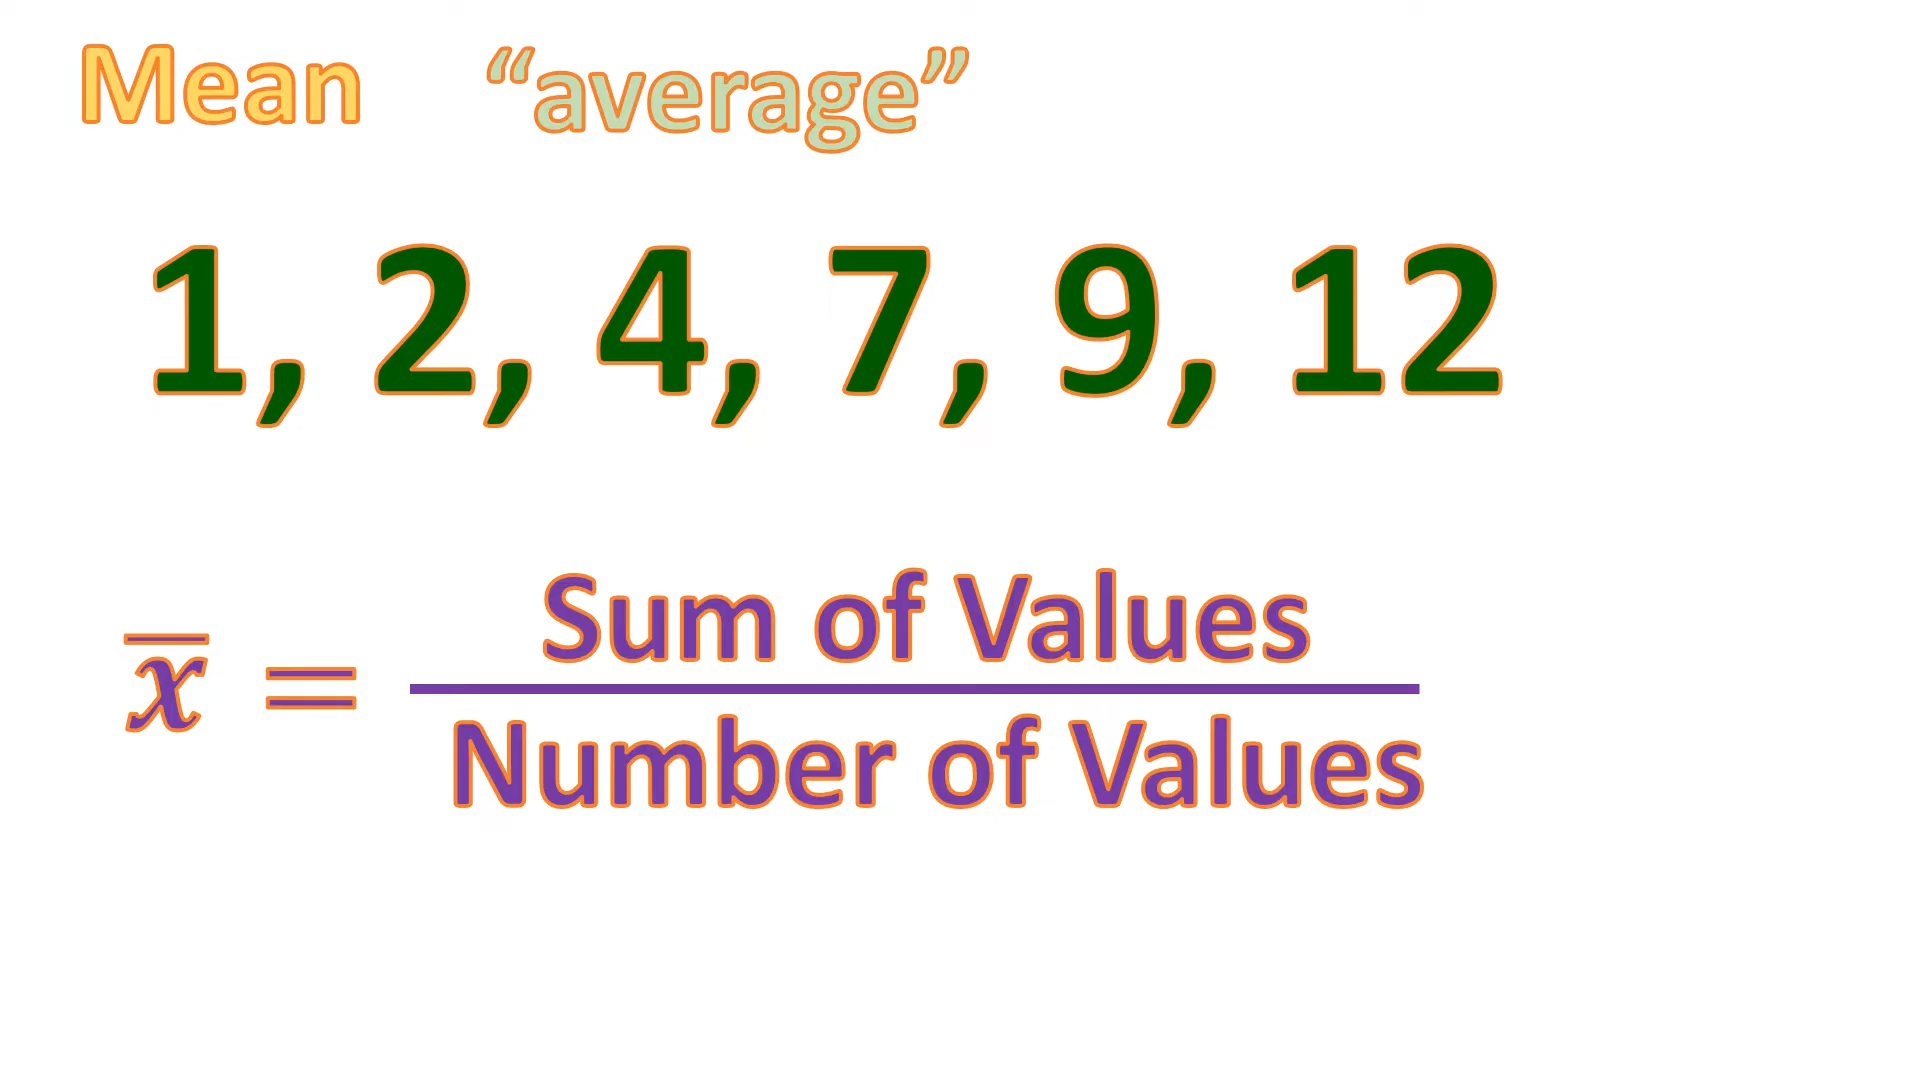 Mean “average”
1, 2, 4, 7, 9, 12
x̄ = Sum of Values
Number of Values